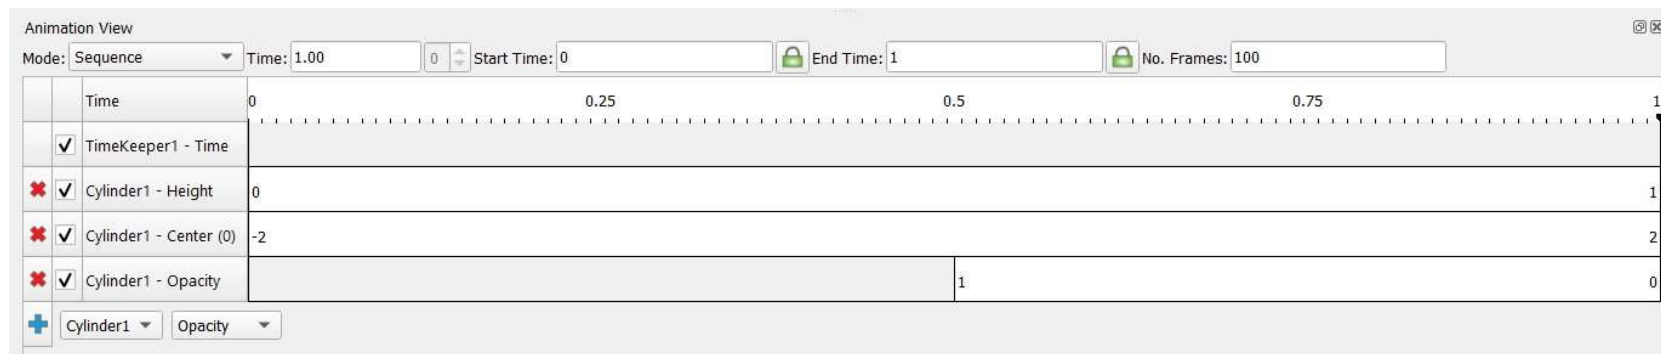 Animation View
Mode: Sequence Time: 1.00 0 Start Time: 0 End Time: 1 No. Frames: 100
Time 0 0.25 0.5 0.75 1
TimeKeeper1 - Time
Cylinder1 - Height 0 1
Cylinder1 - Center (0) -2 2
Cylinder1 - Opacity 1 0
Cylinder1 Opacity